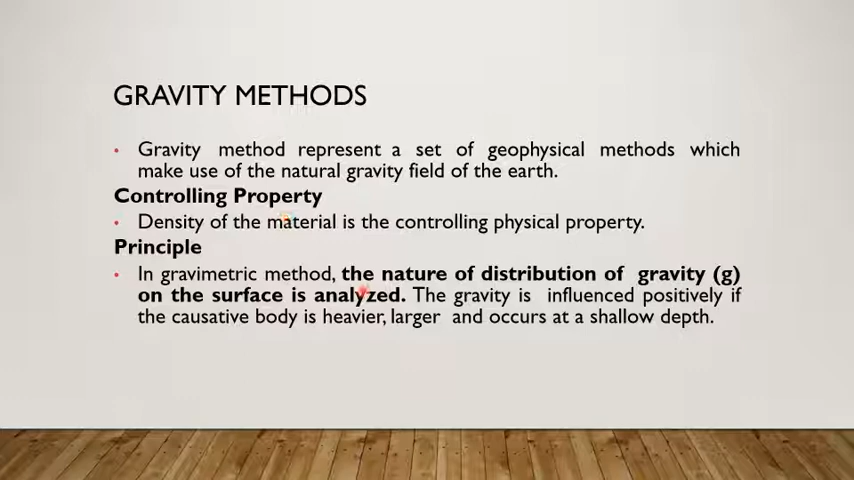 GRAVITY METHODS
• Gravity method represent a set of geophysical methods which
make use of the natural gravity field of the earth.
Controlling Property
• Density of the material is the controlling physical property.
Principle
• In gravimetric method, the nature of distribution of gravity (g)
on the surface is analyzed. The gravity is influenced positively if
the causative body is heavier, larger and occurs at a shallow depth.